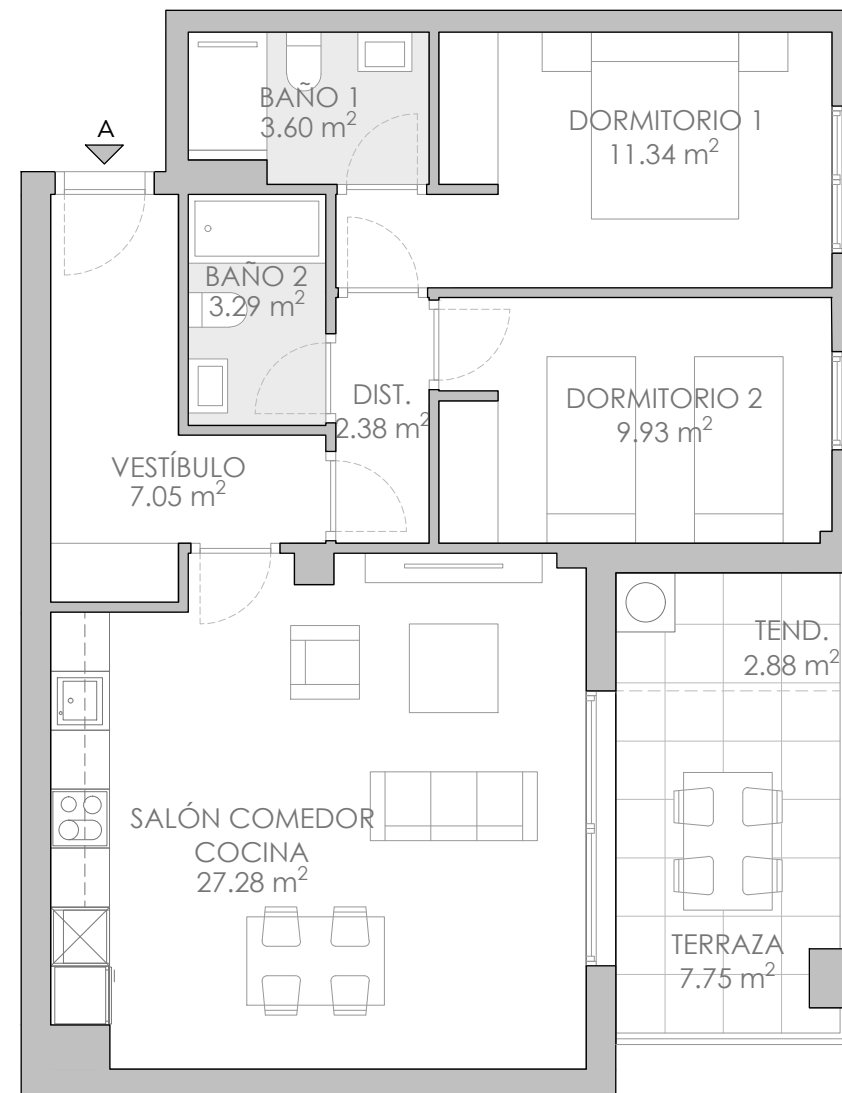 A
BAÑO 1
3.60 m²
DORMITORIO 1
11.34 m²
BAÑO 2
3.29 m²
DIST.
2.38 m²
DORMITORIO 2
9.93 m²
VESTÍBULO
7.05 m²
TEND.
2.88 m²
SALÓN COMEDOR
COCINA
27.28 m²
TERRAZA
7.75 m²